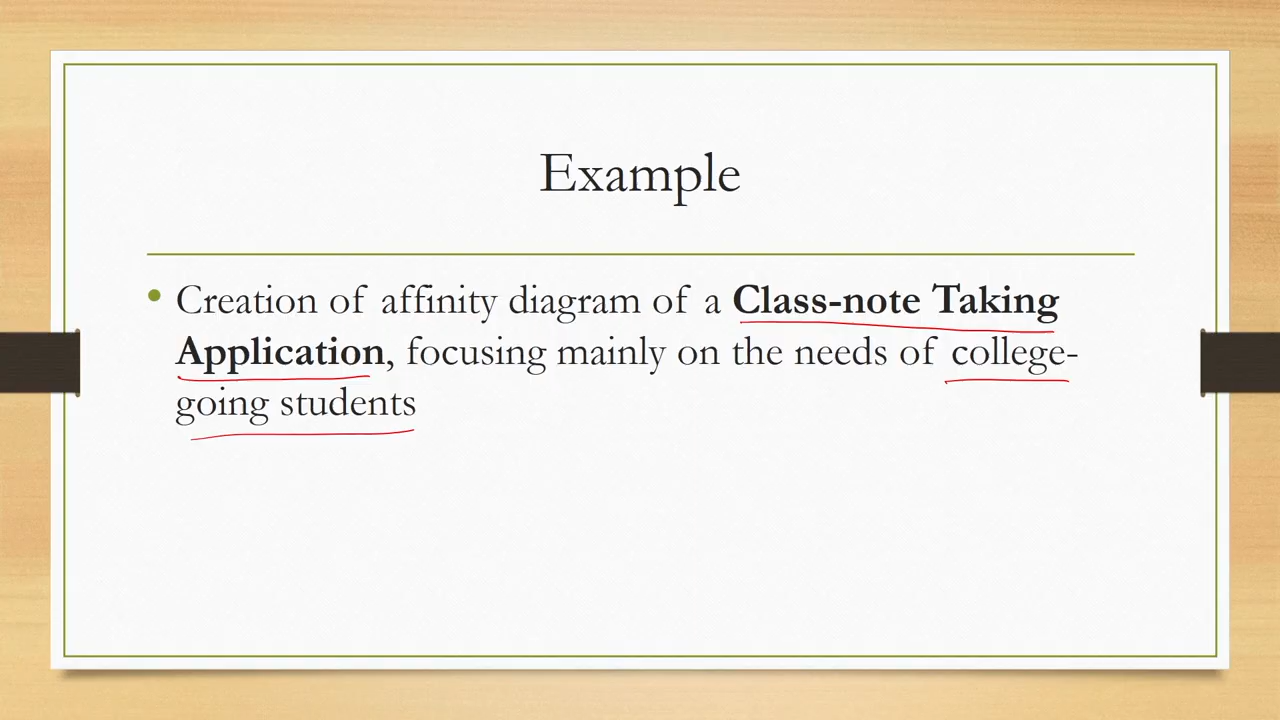 Example
Creation of affinity diagram of a Class-note Taking
Application, focusing mainly on the needs of college-
going students